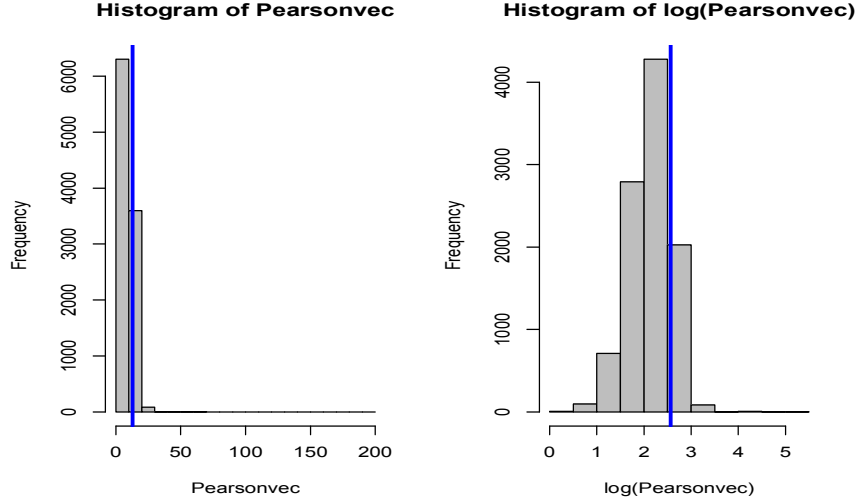 Histogram of Pearsonvec
Frequency
0
1000
2000
3000
4000
5000
6000
0 50 100 150 200
Pearsonvec
Histogram of log(Pearsonvec)
Frequency
0
1000
2000
3000
4000
0 1 2 3 4 5
log(Pearsonvec)